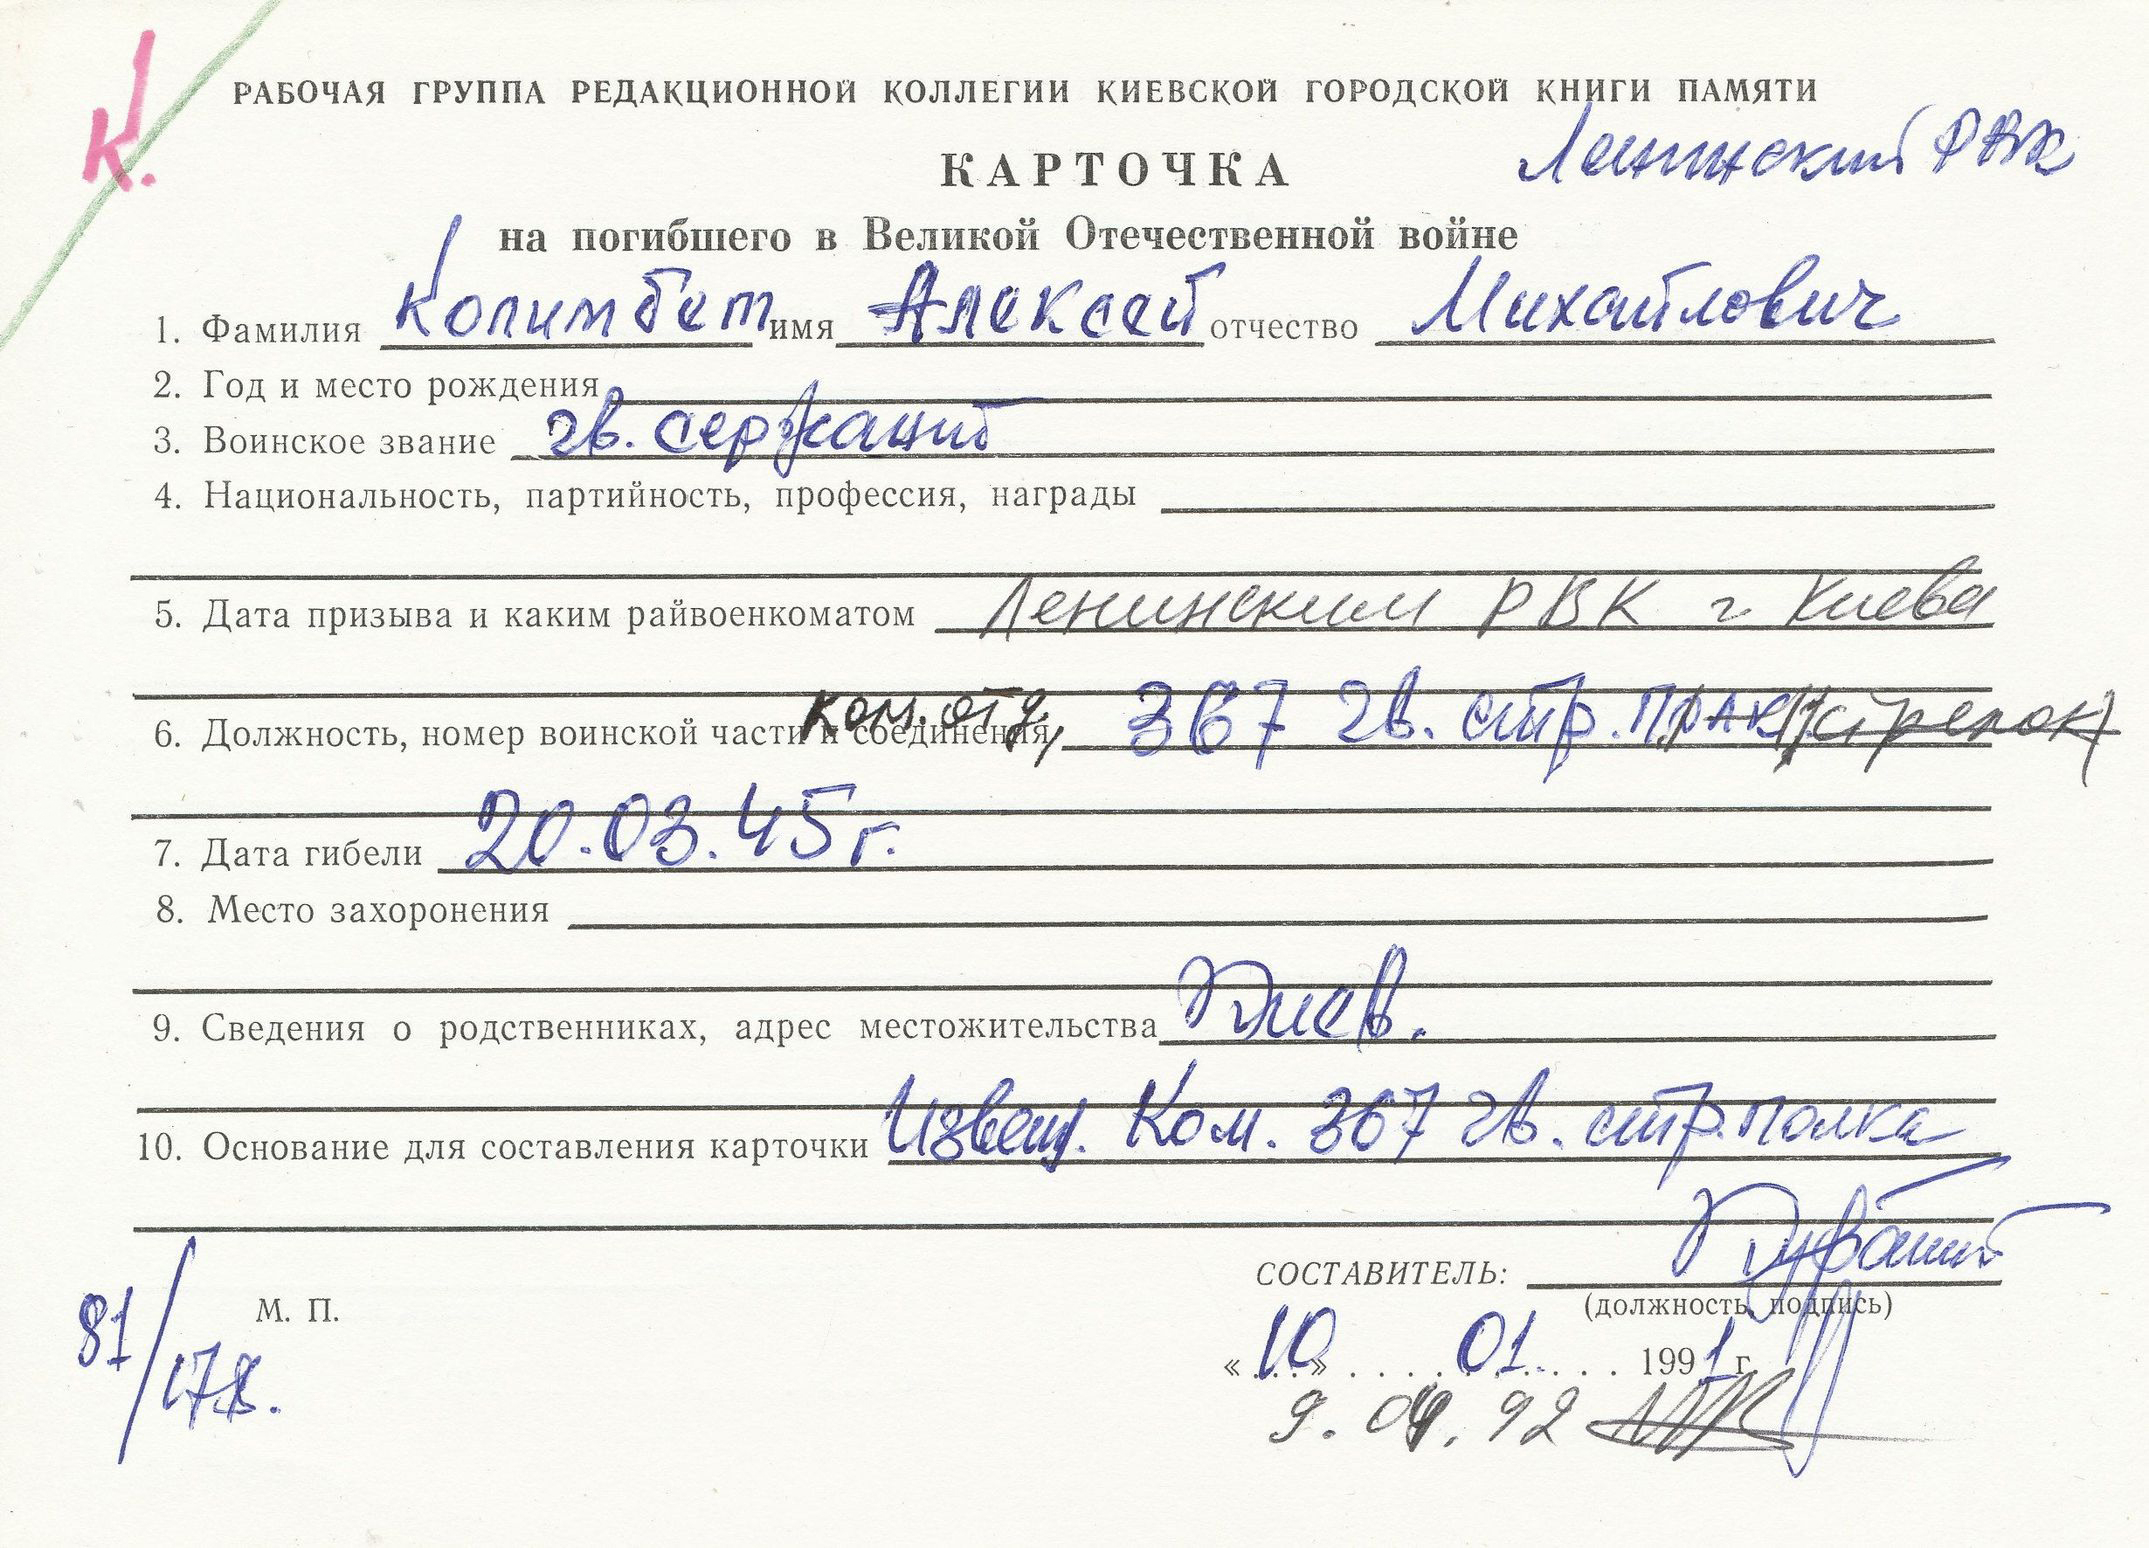 К.
РАБОЧАЯ ГРУППА РЕДАКЦИОННОЙ КОЛЛЕГИИ КИЕВСКОЙ ГОРОДСКОЙ КНИГИ ПАМЯТИ
Ленинский РВК
КАРТОЧКА
на погибшего в Великой Отечественной войне
1. Фамилия Копитбет имя Алексей отчество Михайлович
2. Год и место рождения
3. Воинское звание гв. сержант
4. Национальность, партийность, профессия, награды
5. Дата призыва и каким райвоенкоматом Ленинским РВК г Киева
6. Должность, номер воинской части и соединения ком. отд, 367 гв. стр. (стрелок)
7. Дата гибели 20.03.45 г.
8. Место захоронения
9. Сведения о родственниках, адрес местожительства Киев.
10. Основание для составления карточки Извещ. Ком. 367 гв. стр. полка
СОСТАВИТЕЛЬ:
(должность, подпись)
М. П.
81/178.
«10» 01 1991 г.
9.04.92